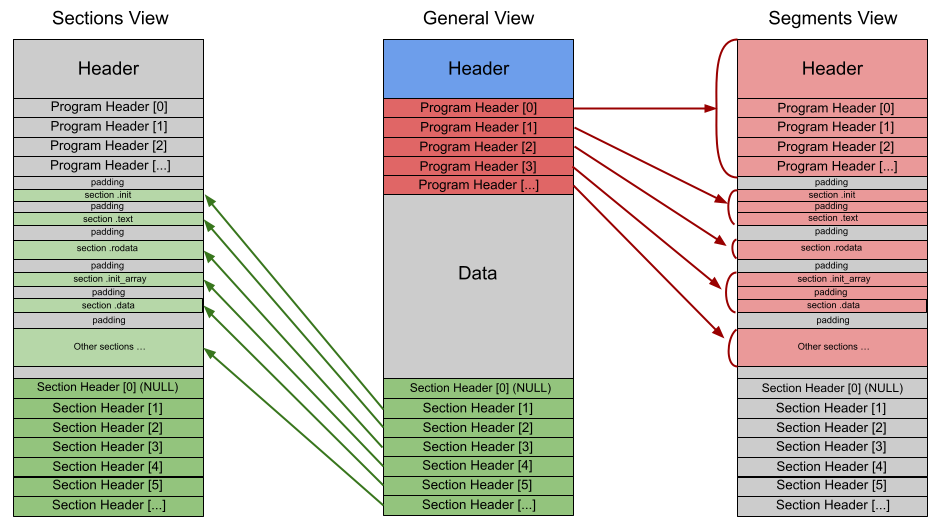 Sections View
Header
Program Header [0]
Program Header [1]
Program Header [2]
Program Header [...]
padding
section .init
padding
section .text
padding
section .rodata
padding
section .init_array
padding
section .data
padding
Other sections ...
Section Header [0] (NULL)
Section Header [1]
Section Header [2]
Section Header [3]
Section Header [4]
Section Header [5]
Section Header [...]
General View
Header
Program Header [0]
Program Header [1]
Program Header [2]
Program Header [3]
Program Header [...]
Data
Section Header [0] (NULL)
Section Header [1]
Section Header [2]
Section Header [3]
Section Header [4]
Section Header [5]
Section Header [...]
Segments View
Header
Program Header [0]
Program Header [1]
Program Header [2]
Program Header [...]
padding
section .init
padding
section .text
padding
section .rodata
padding
section .init_array
padding
section .data
padding
Other sections ...
Section Header [0] (NULL)
Section Header [1]
Section Header [2]
Section Header [3]
Section Header [4]
Section Header [5]
Section Header [...]